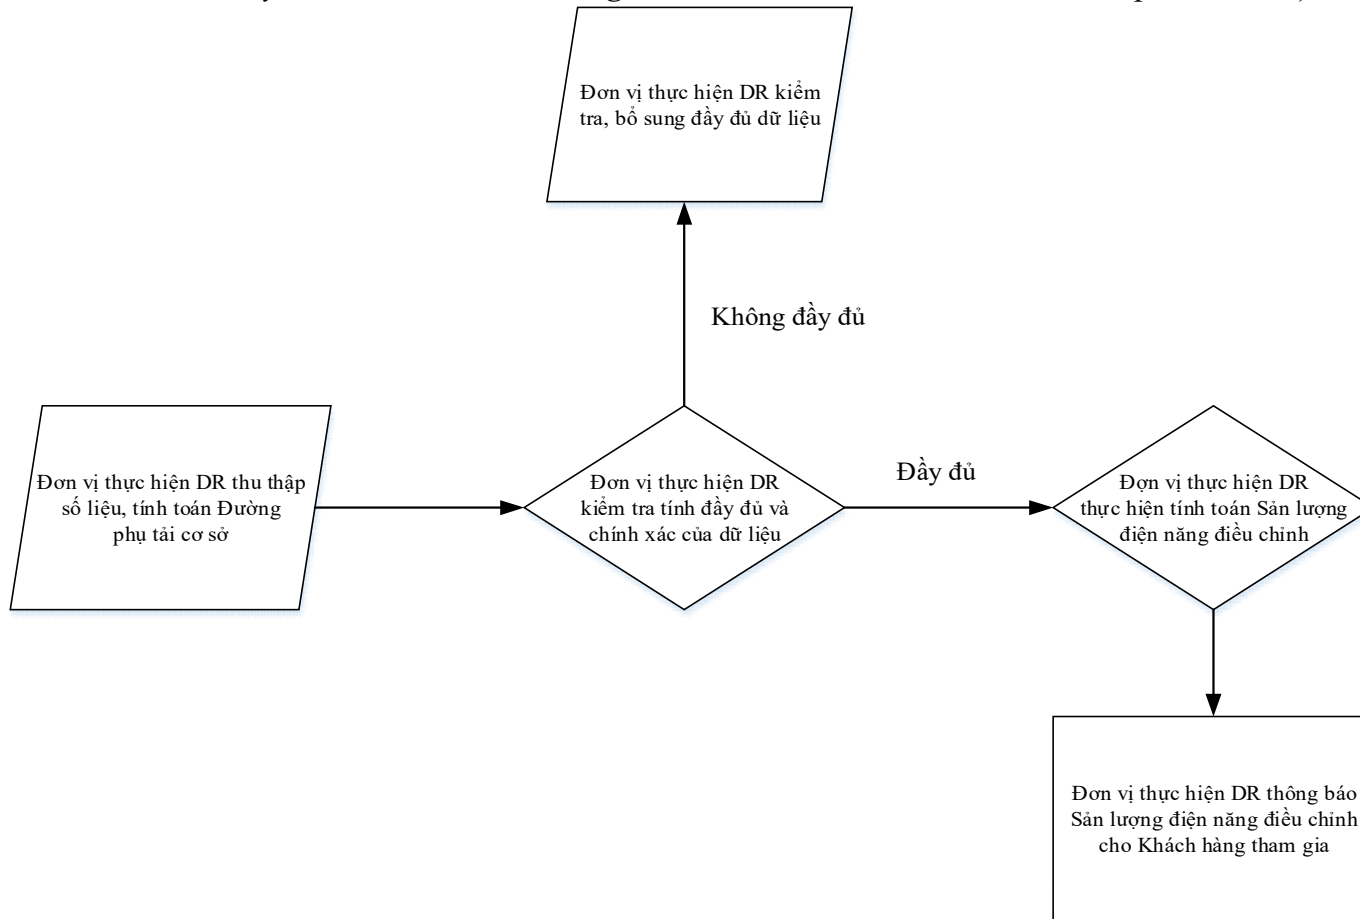 Đơn vị thực hiện DR kiểm
tra, bổ sung đầy đủ dữ liệu
Không đầy đủ
Đơn vị thực hiện DR thu thập
số liệu, tính toán Đường
phụ tải cơ sở
Đơn vị thực hiện DR
kiểm tra tính đầy đủ và
chính xác của dữ liệu
Đầy đủ
Đợn vị thực hiện DR
thực hiện tính toán Sản lượng
điện năng điều chỉnh
Đơn vị thực hiện DR thông báo
Sản lượng điện năng điều chỉnh
cho Khách hàng tham gia